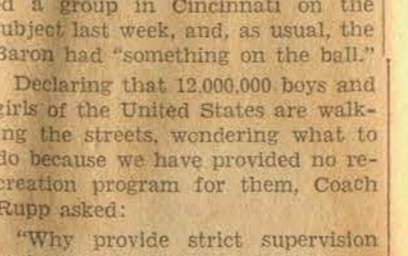 ed a group in Cincinnati on the
subject last week, and, as usual, the
Baron had "something on the ball."
Declaring that 12,000,000 boys and
girls of the United States are walk-
ing the streets, wondering what to
do because we have provided no re-
creation program for them, Coach
Rupp asked:
"Why provide strict supervision